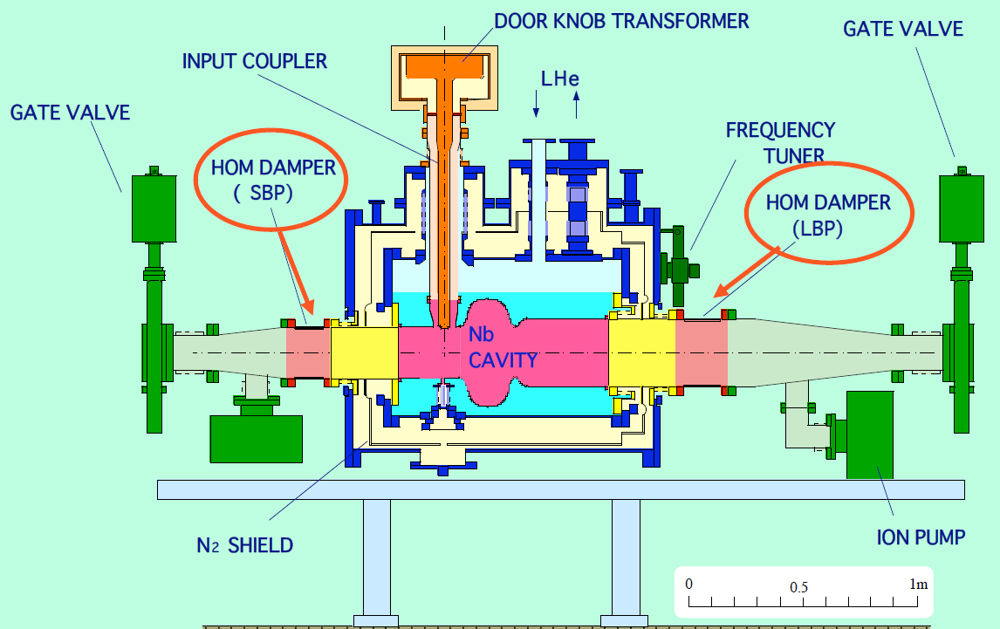 DOOR KNOB TRANSFORMER
GATE VALVE
INPUT COUPLER
LHe
GATE VALVE
FREQUENCY
TUNER
HOM DAMPER
( SBP)
HOM DAMPER
(LBP)
Nb
CAVITY
N2 SHIELD
ION PUMP
0 0.5 1m